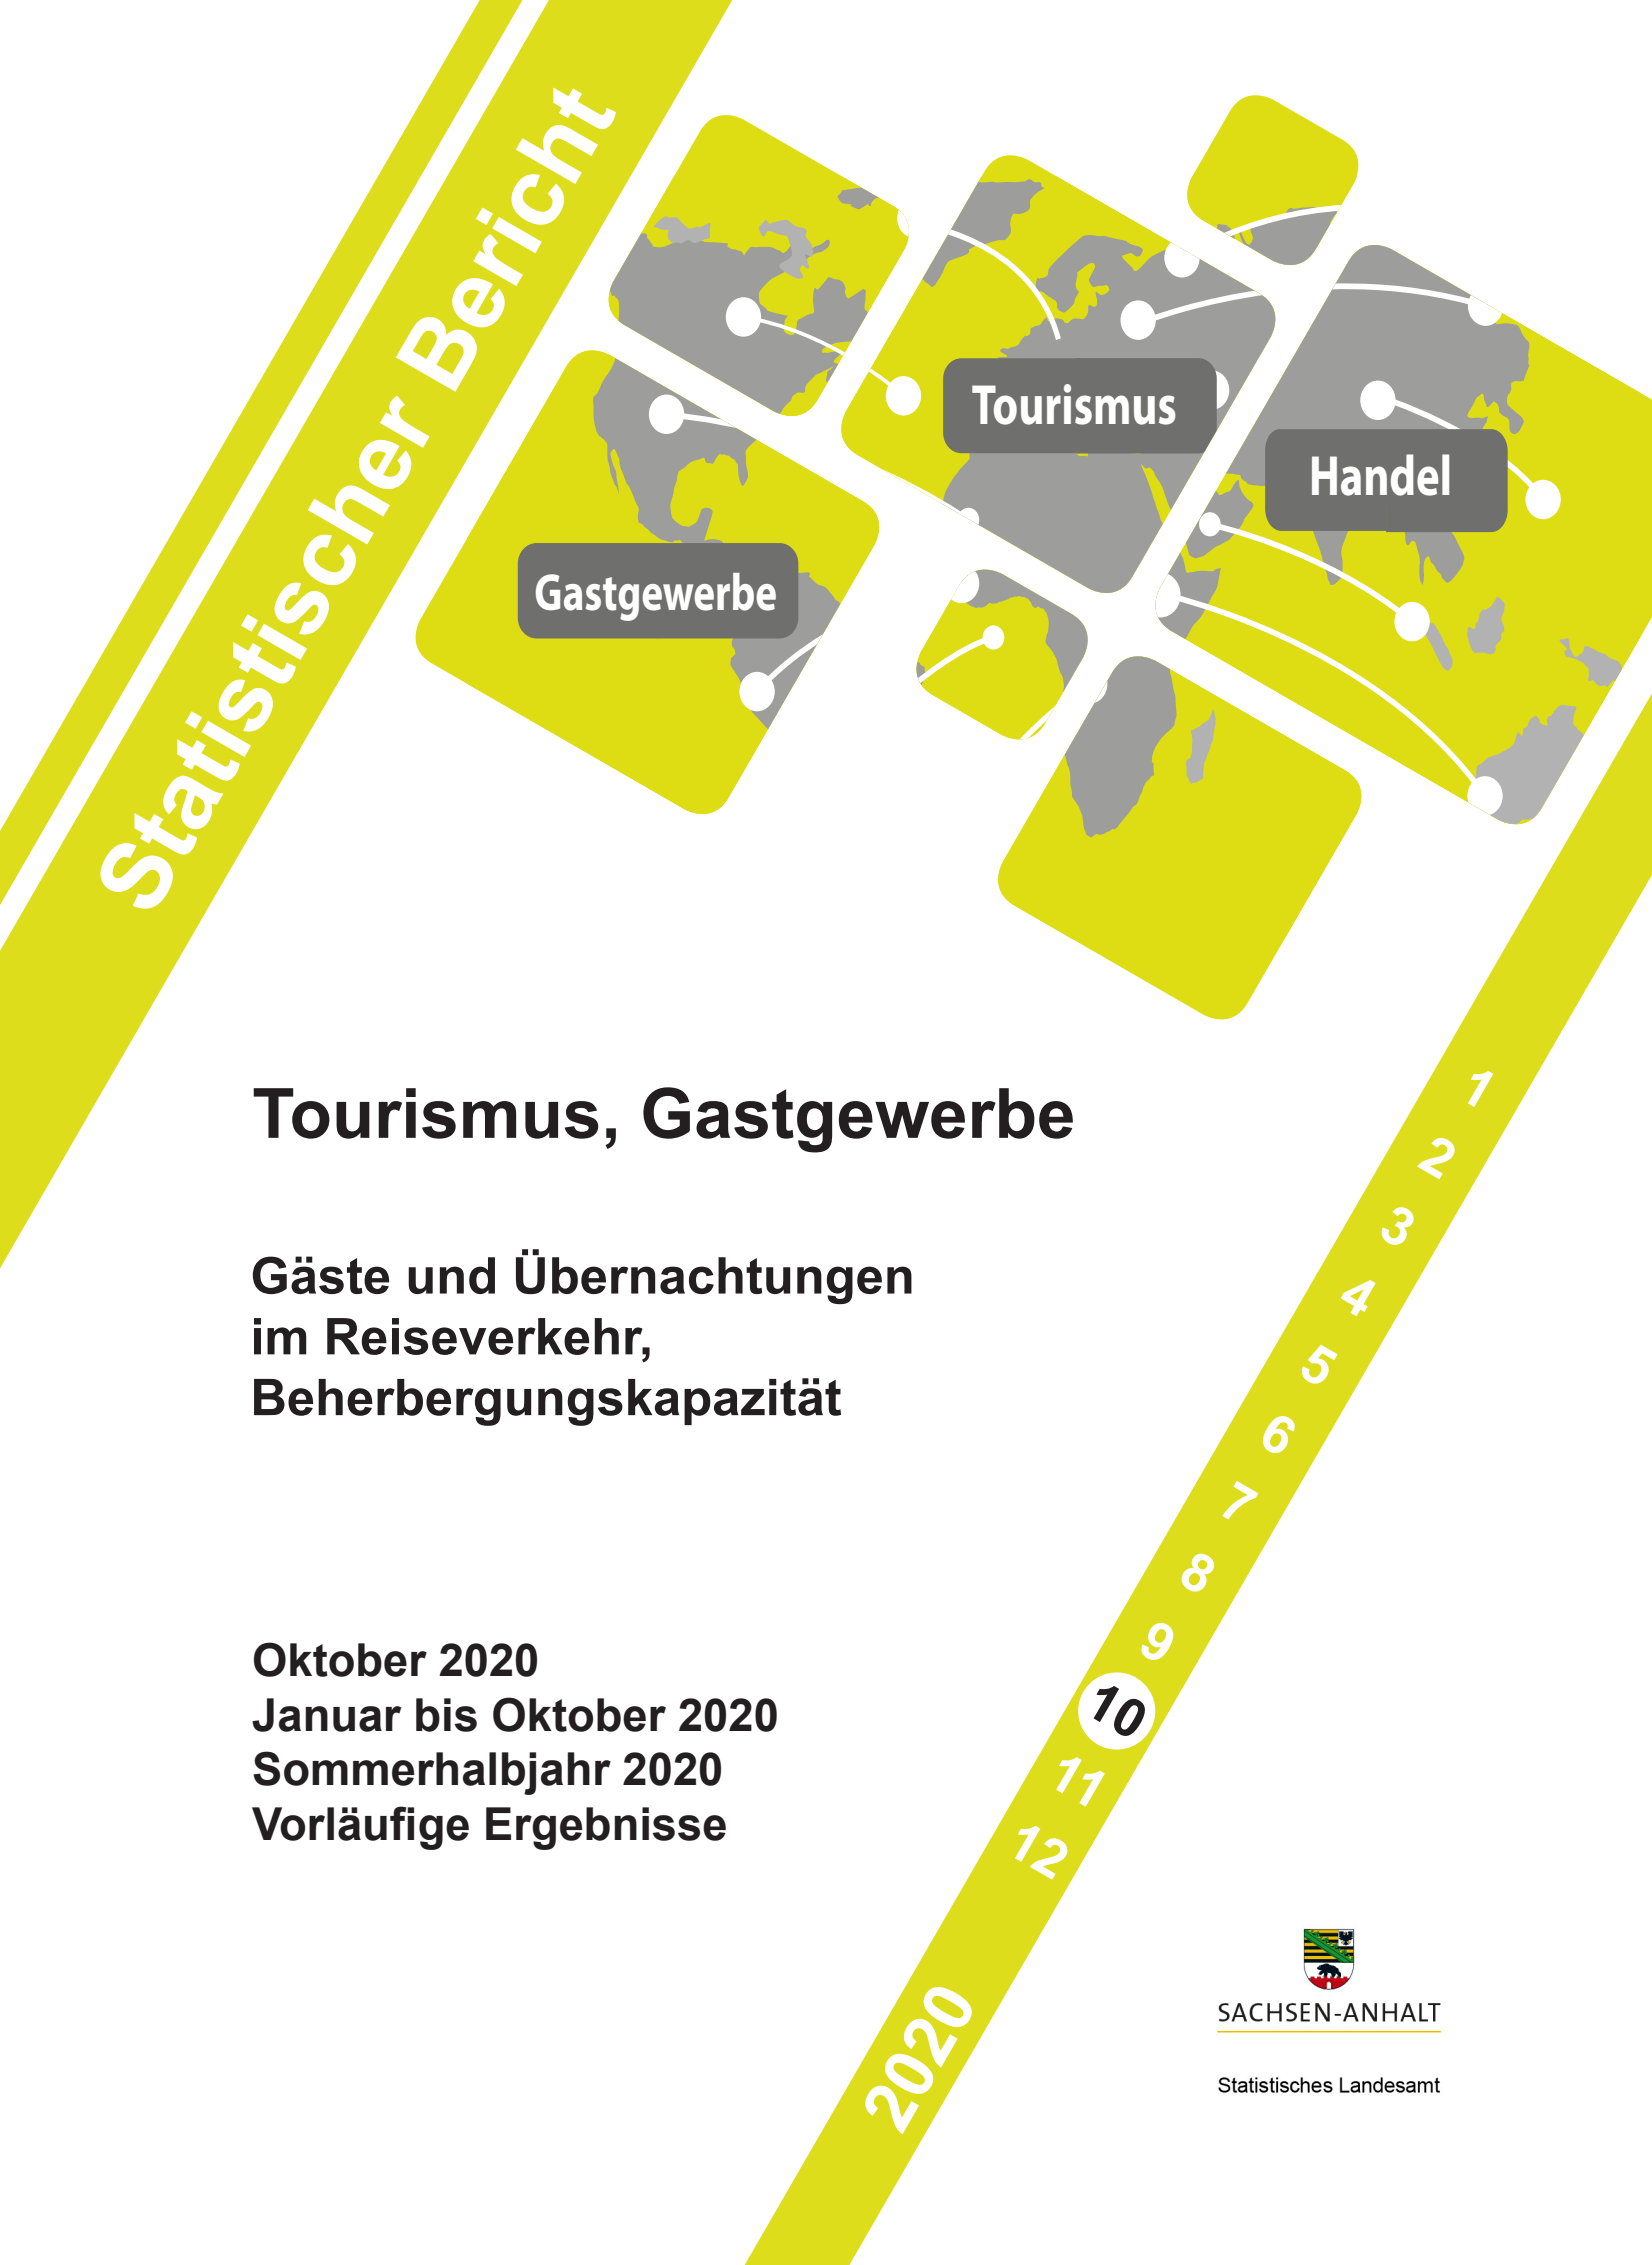 Statistischer Bericht
Tourismus
Handel
Gastgewerbe
Tourismus, Gastgewerbe
Gäste und Übernachtungen
im Reiseverkehr,
Beherbergungskapazität
Oktober 2020
Januar bis Oktober 2020
Sommerhalbjahr 2020
Vorläufige Ergebnisse
1
2
3
4
5
6
7
8
9
10
11
12
2020
SACHSEN-ANHALT
Statistisches Landesamt